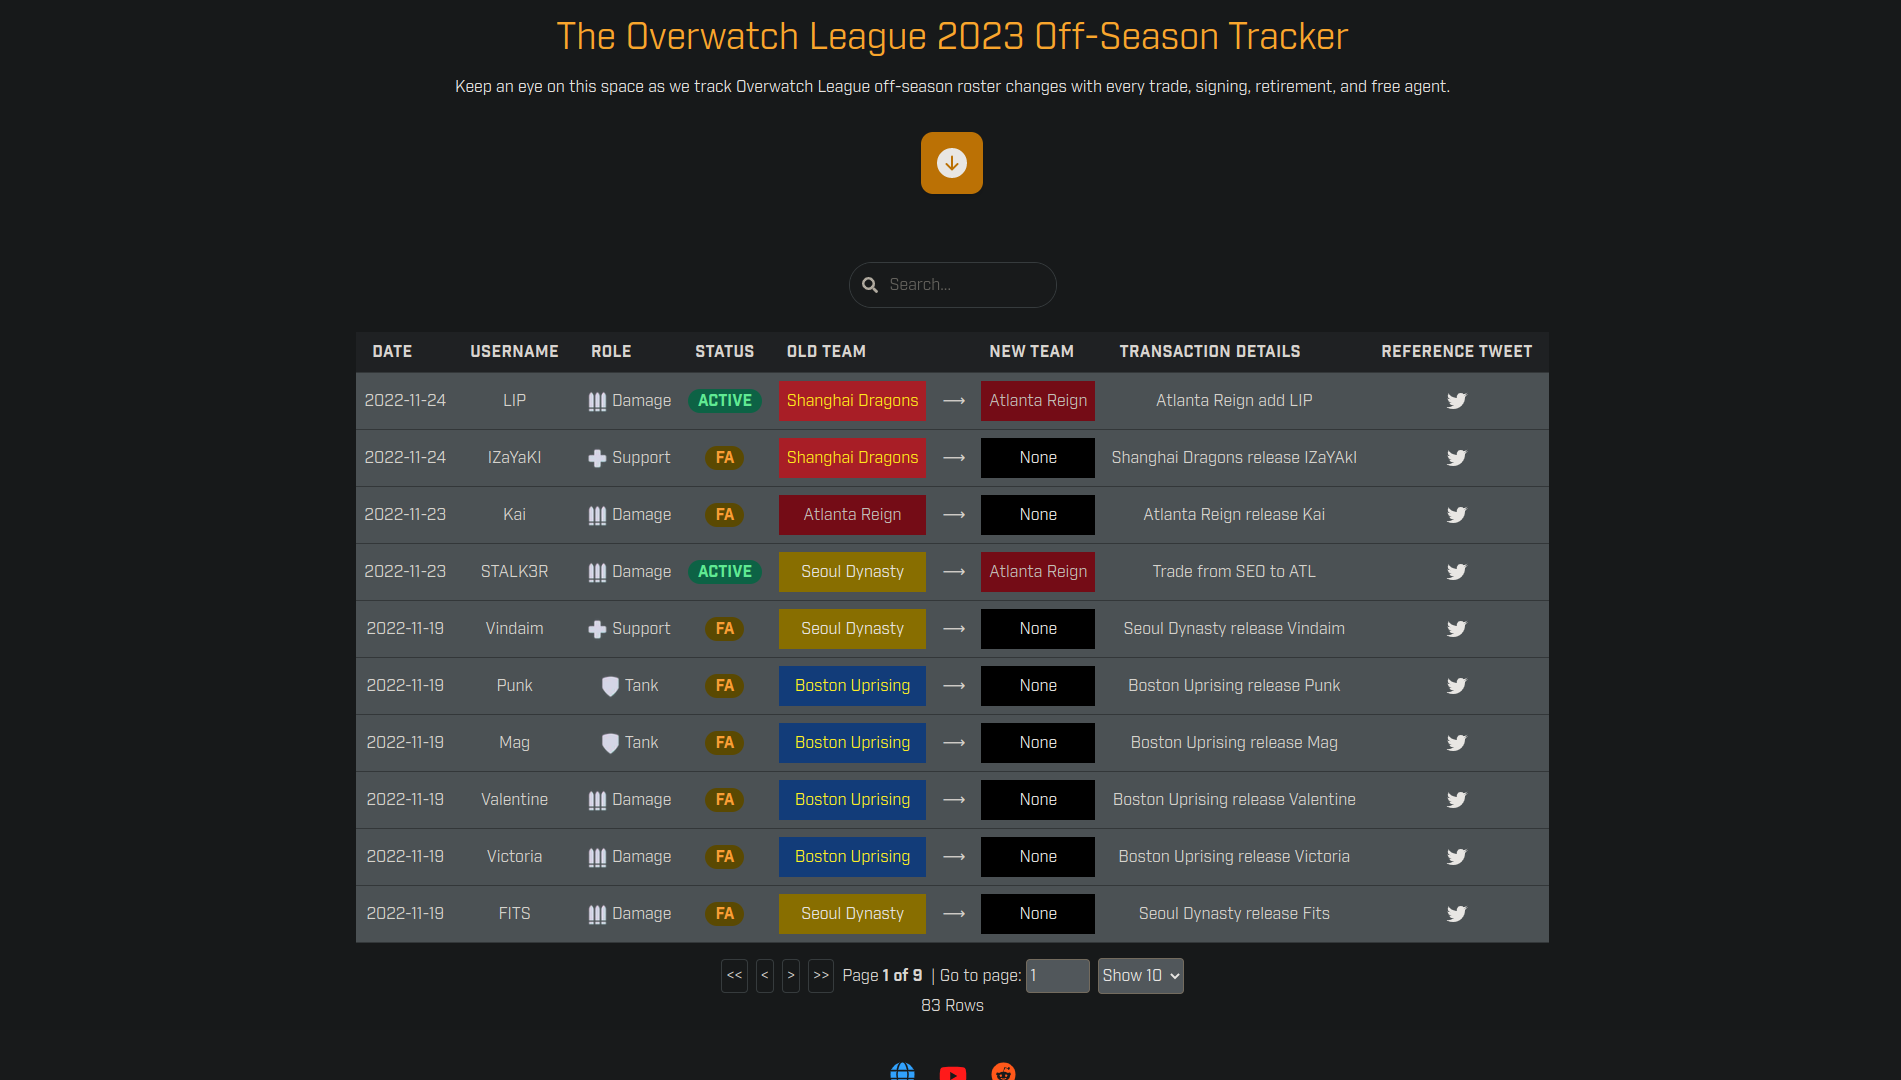 The Overwatch League 2023 Off-Season Tracker
Keep an eye on this space as we track Overwatch League off-season roster changes with every trade, signing, retirement, and free agent.
Search...
DATE USERNAME ROLE STATUS OLD TEAM NEW TEAM TRANSACTION DETAILS REFERENCE TWEET
2022-11-24 LIP Damage ACTIVE Shanghai Dragons → Atlanta Reign Atlanta Reign add LIP
2022-11-24 IZaYaKI Support FA Shanghai Dragons → None Shanghai Dragons release IZaYAkI
2022-11-23 Kai Damage FA Atlanta Reign → None Atlanta Reign release Kai
2022-11-23 STALK3R Damage ACTIVE Seoul Dynasty → Atlanta Reign Trade from SEO to ATL
2022-11-19 Vindaim Support FA Seoul Dynasty → None Seoul Dynasty release Vindaim
2022-11-19 Punk Tank FA Boston Uprising → None Boston Uprising release Punk
2022-11-19 Mag Tank FA Boston Uprising → None Boston Uprising release Mag
2022-11-19 Valentine Damage FA Boston Uprising → None Boston Uprising release Valentine
2022-11-19 Victoria Damage FA Boston Uprising → None Boston Uprising release Victoria
2022-11-19 FITS Damage FA Seoul Dynasty → None Seoul Dynasty release Fits
<< < > >> Page 1 of 9 | Go to page: 1 Show 10
83 Rows